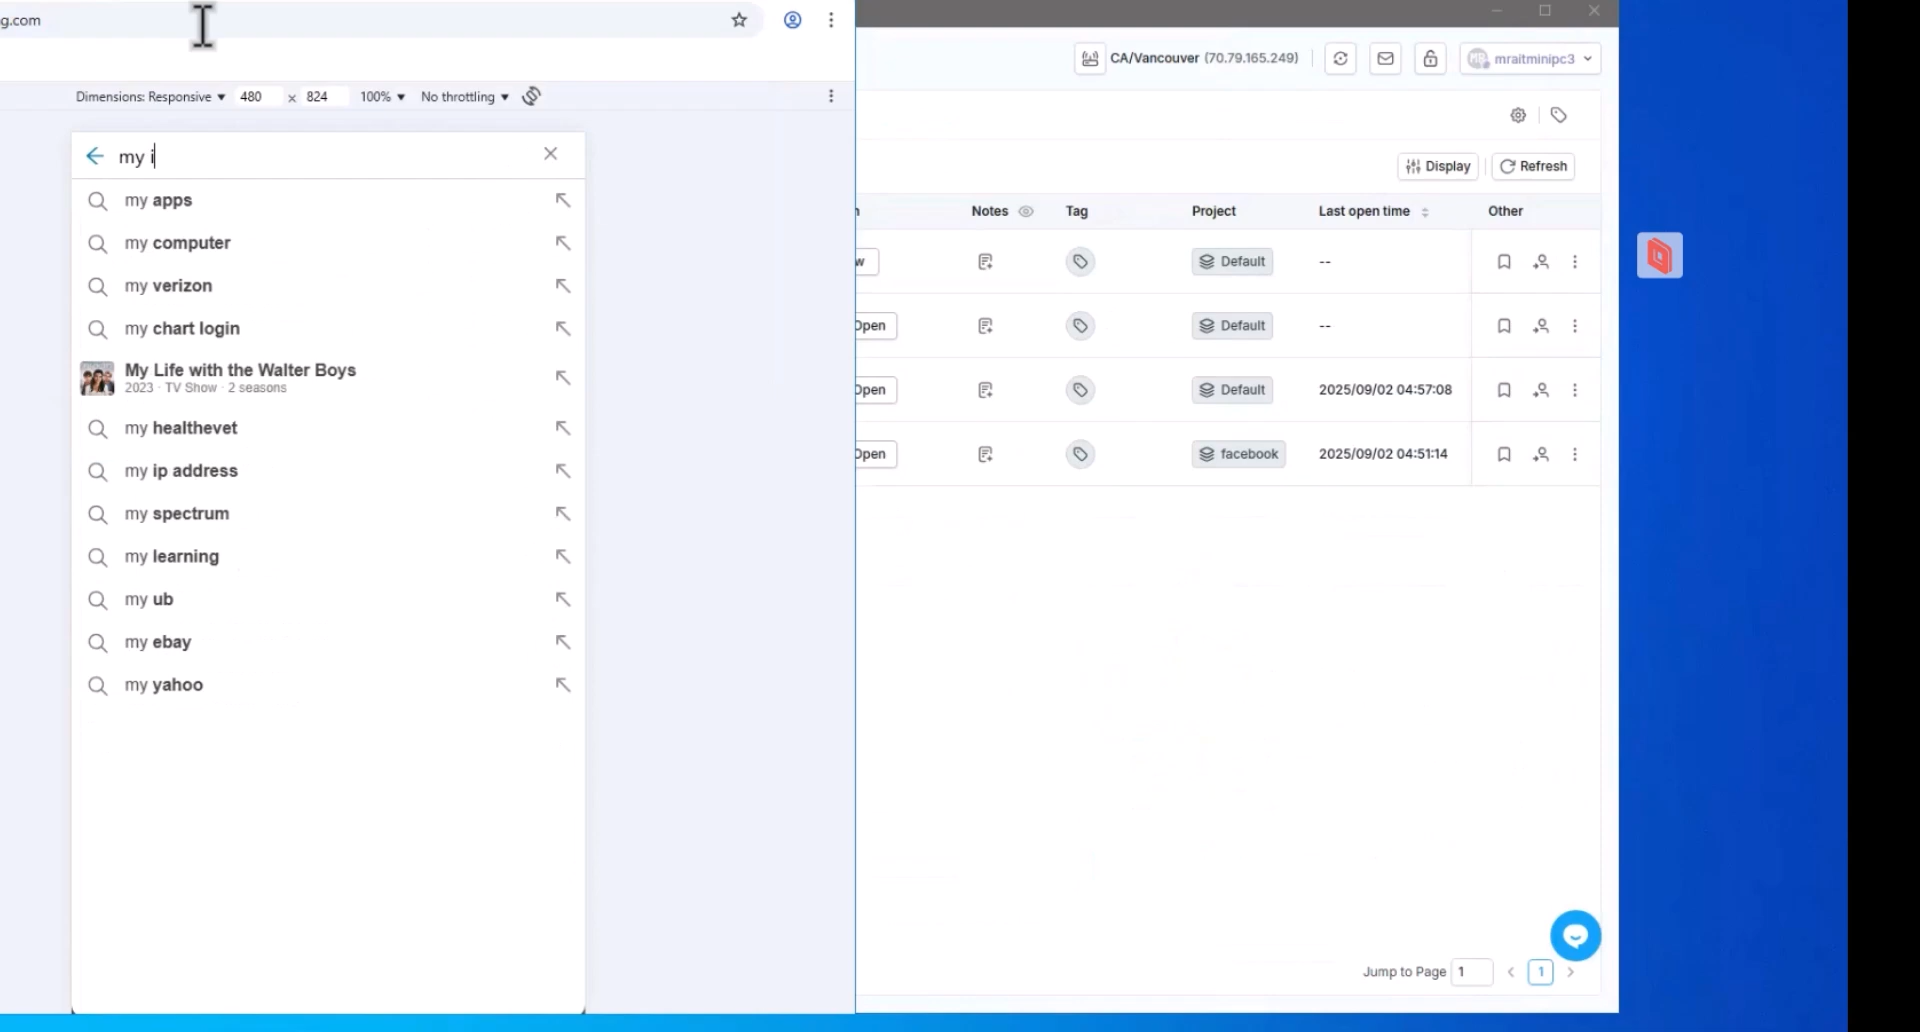 g.com
Dimensions: Responsive 480 x 824 100% No throttling
my i
my apps
my computer
my verizon
my chart login
My Life with the Walter Boys
2023 · TV Show · 2 seasons
my healthevet
my ip address
my spectrum
my learning
my ub
my ebay
my yahoo
CA/Vancouver (70.79.165.249)
mraitminipc3
Display Refresh
n Notes Tag Project Last open time Other
w Default --
Open Default --
Open Default 2025/09/02 04:57:08
Open facebook 2025/09/02 04:51:14
Jump to Page 1 1